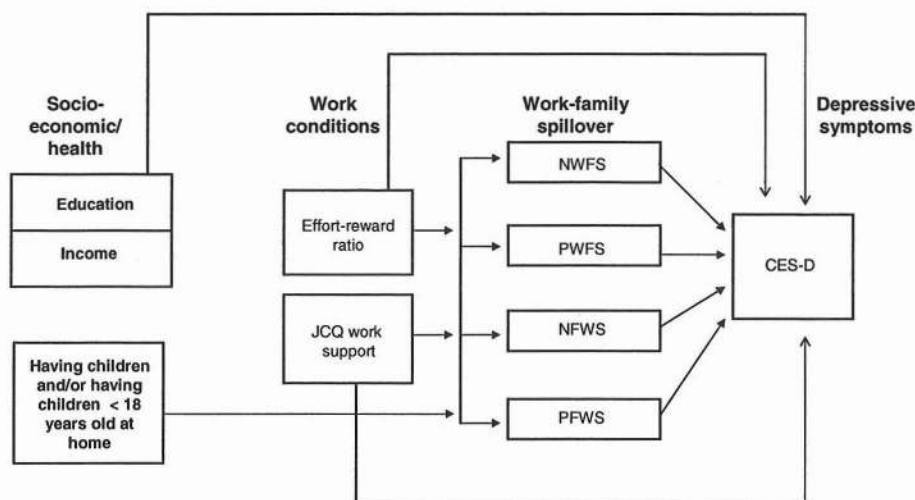 Socio-
economic/
health
Education
Income
Having children
and/or having
children < 18
years old at
home
Work
conditions
Effort-reward
ratio
JCQ work
support
Work-family
spillover
NWFS
PWFS
NFWS
PFWS
Depressive
symptoms
CES-D